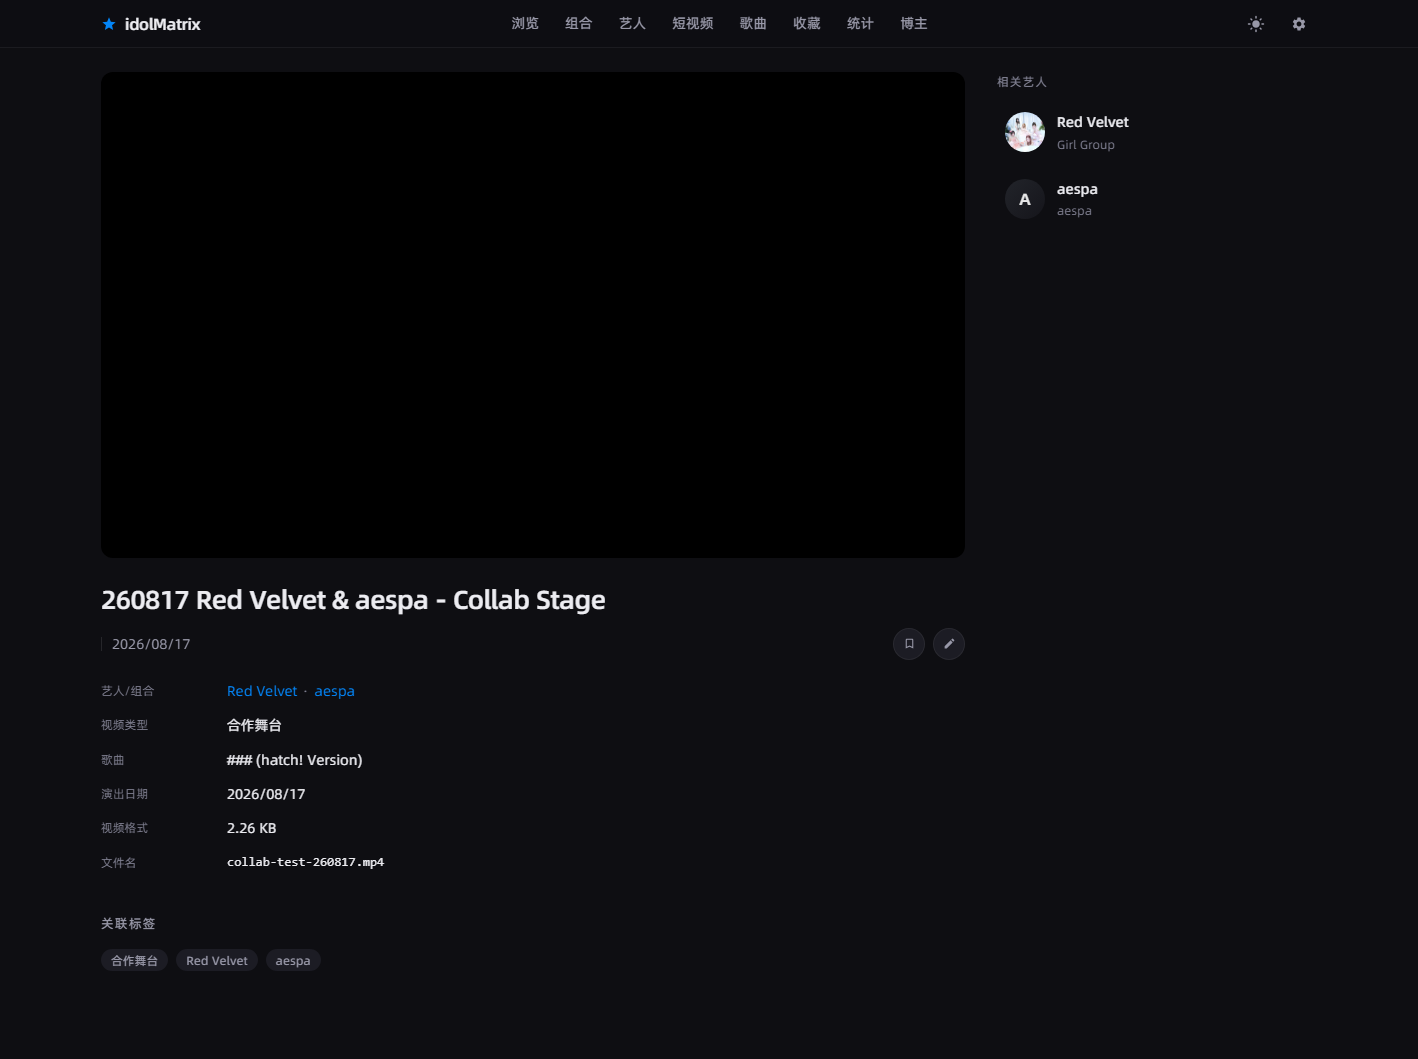 idolMatrix
浏览 组合 艺人 短视频 歌曲 收藏 统计 博主
相关艺人
Red Velvet
Girl Group
A
aespa
aespa
260817 Red Velvet & aespa - Collab Stage
2026/08/17
艺人/组合 Red Velvet · aespa
视频类型 合作舞台
歌曲 ### (hatch! Version)
演出日期 2026/08/17
视频格式 2.26 KB
文件名 collab-test-260817.mp4
关联标签
合作舞台 Red Velvet aespa